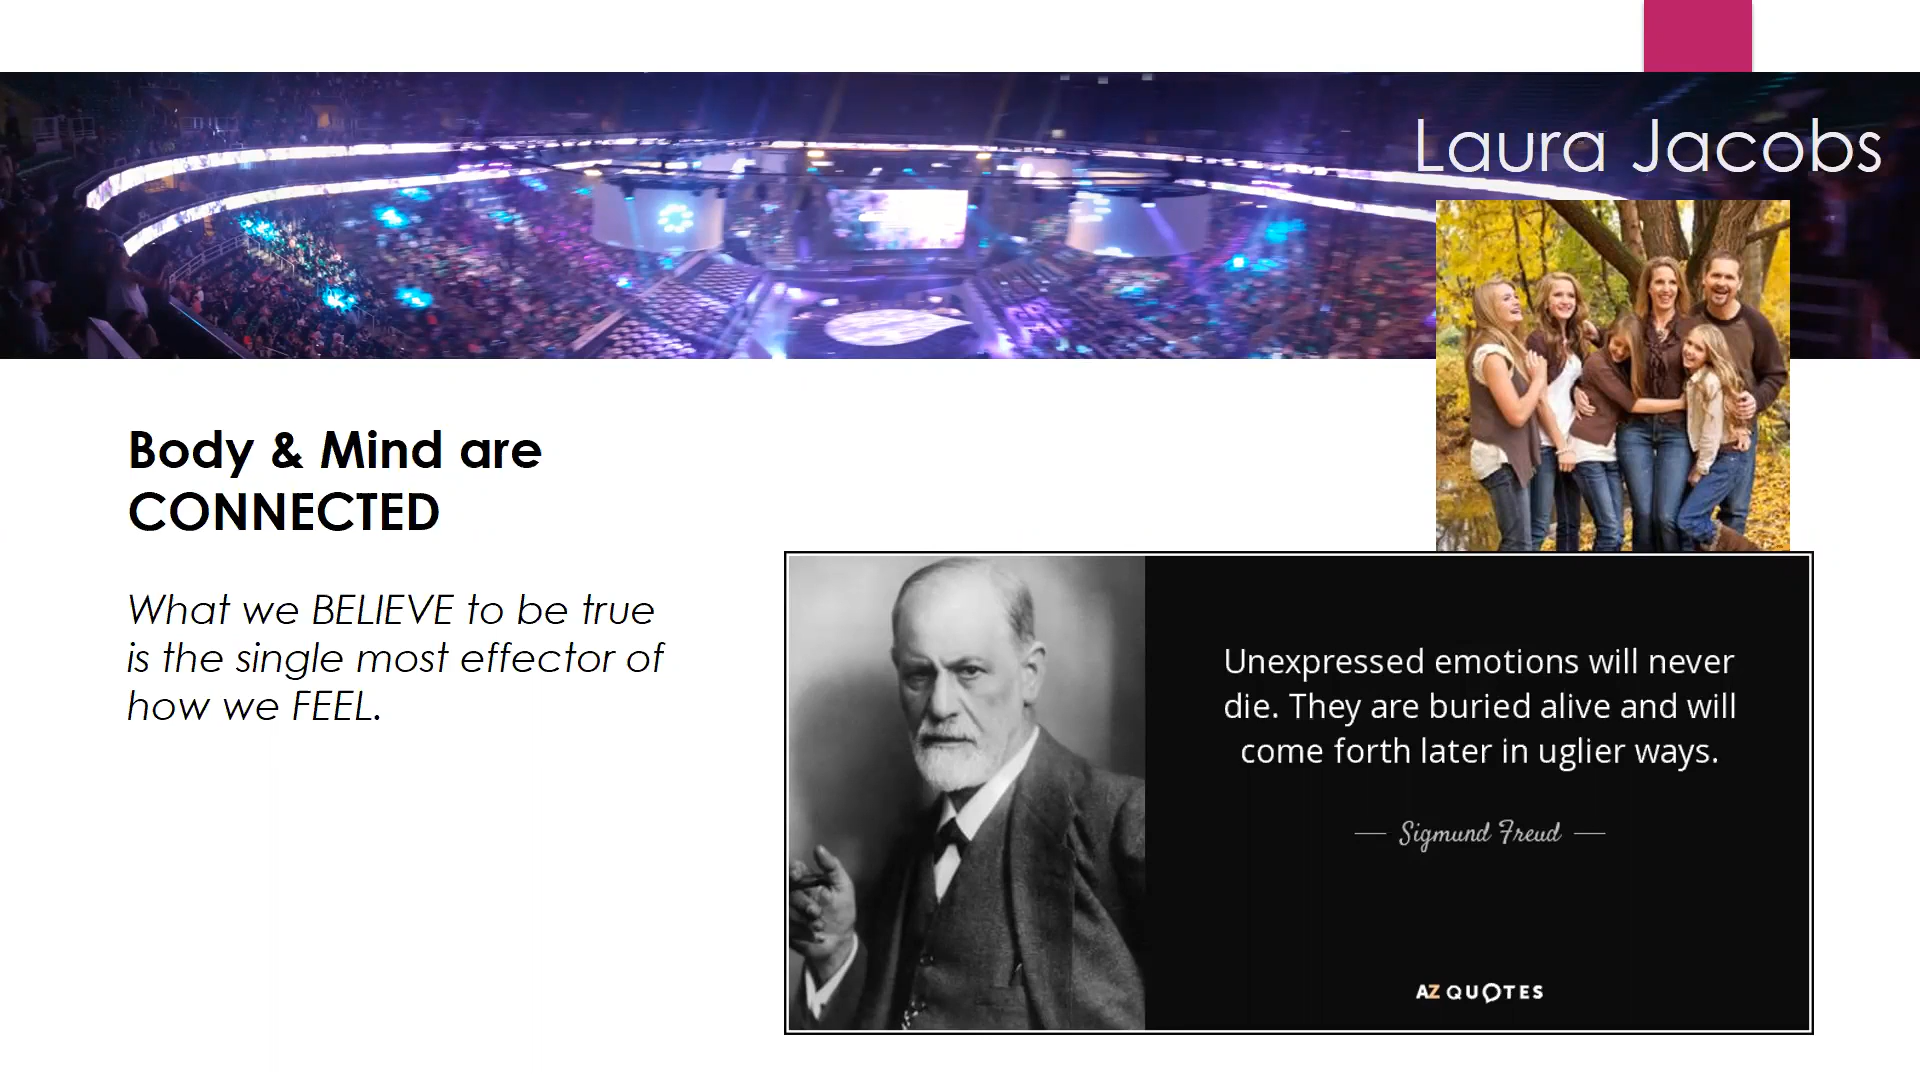 Laura Jacobs
Body & Mind are
CONNECTED
What we BELIEVE to be true
is the single most effector of
how we FEEL.
Unexpressed emotions will never
die. They are buried alive and will
come forth later in uglier ways.
Sigmund Freud
AZ QUOTES